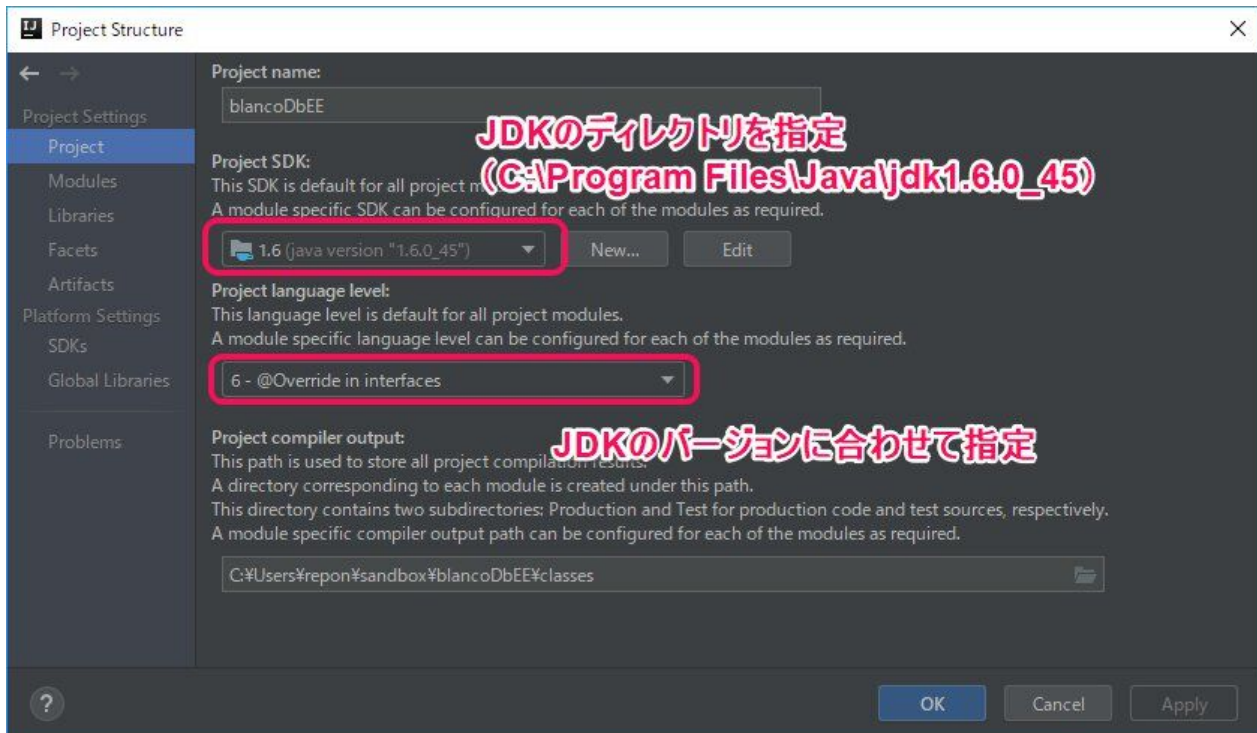 Project Structure
Project name:
blancoDbEE
JDKのディレクトリを指定
（C:\Program Files\Java\jdk1.6.0_45）
Project Settings
Project
Modules
Libraries
Facets
Artifacts
Platform Settings
SDKs
Global Libraries
Problems
Project SDK:
This SDK is default for all project m
A module specific SDK can be configured for each of the modules as required.
1.6 (java version "1.6.0_45")
New...
Edit
Project language level:
This language level is default for all project modules.
A module specific language level can be configured for each of the modules as required.
6 - @Override in interfaces
JDKのバージョンに合わせて指定
Project compiler output:
This path is used to store all project compilation results.
A directory corresponding to each module is created under this path.
This directory contains two subdirectories: Production and Test for production code and test sources, respectively.
A module specific compiler output path can be configured for each of the modules as required.
C:¥Users¥repon¥sandbox¥blancoDbEE¥classes
?
OK
Cancel
Apply